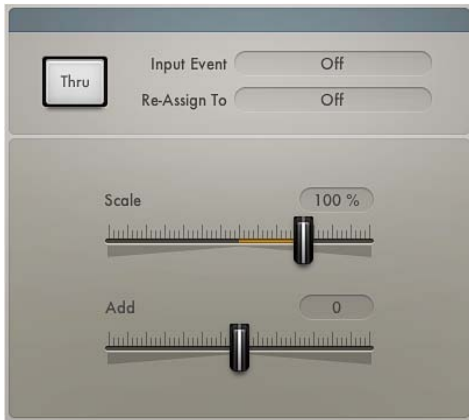 Thru
Input Event Off
Re-Assign To Off
Scale 100 %
Add 0